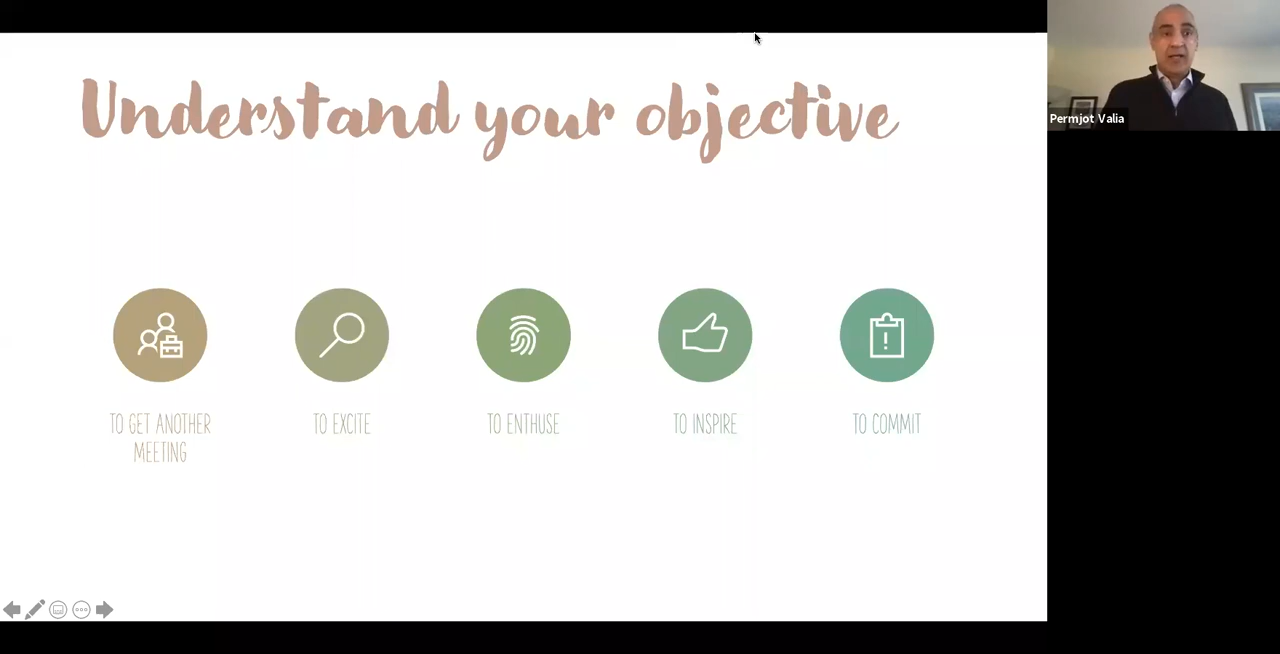 Understand your objective
TO GET ANOTHER
MEETING
TO EXCITE
TO ENTHUSE
TO INSPIRE
TO COMMIT
Permjot Valia